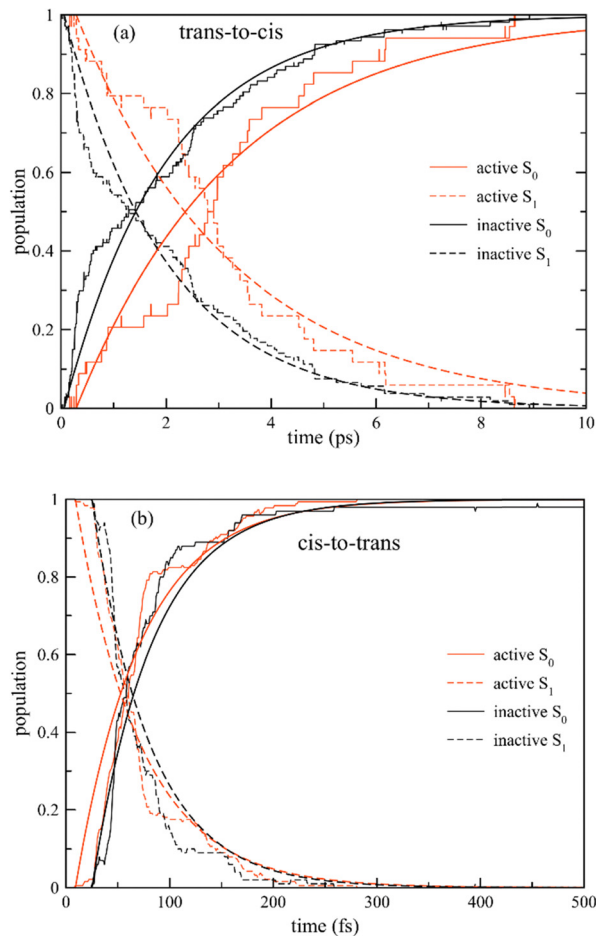 1
(a)
trans-to-cis
0.8
0.6
active S0
active S1
0.4
inactive S0
inactive S1
0.2
0
0 2 4 6 8 10
time (ps)
population
1
(b)
cis-to-trans
0.8
0.6
active S0
active S1
0.4
inactive S0
inactive S1
0.2
0
0 100 200 300 400 500
time (fs)
population